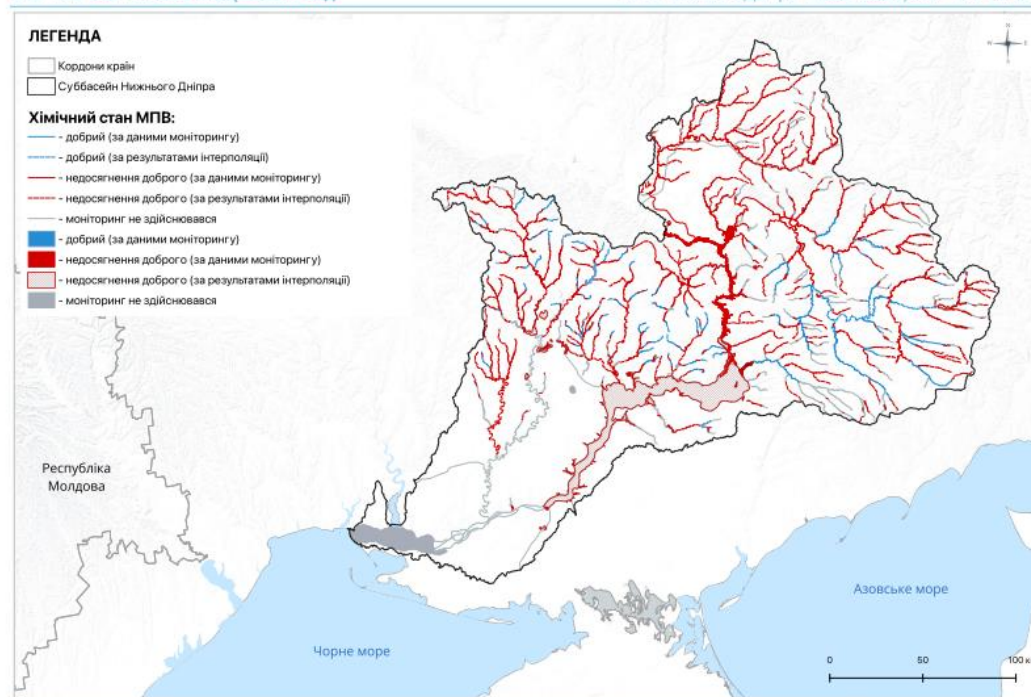 ЛЕГЕНДА
Кордони країн
Суббасейн Нижнього Дніпра
Хімічний стан МПВ:
- добрий (за даними моніторингу)
- добрий (за результатами інтерполяції)
- недосягнення доброго (за даними моніторингу)
- недосягнення доброго (за результатами інтерполяції)
- моніторинг не здійснювався
- добрий (за даними моніторингу)
- недосягнення доброго (за даними моніторингу)
- недосягнення доброго (за результатами інтерполяції)
- моніторинг не здійснювався
Республіка
Молдова
Азовське море
Чорне море
0 50 100